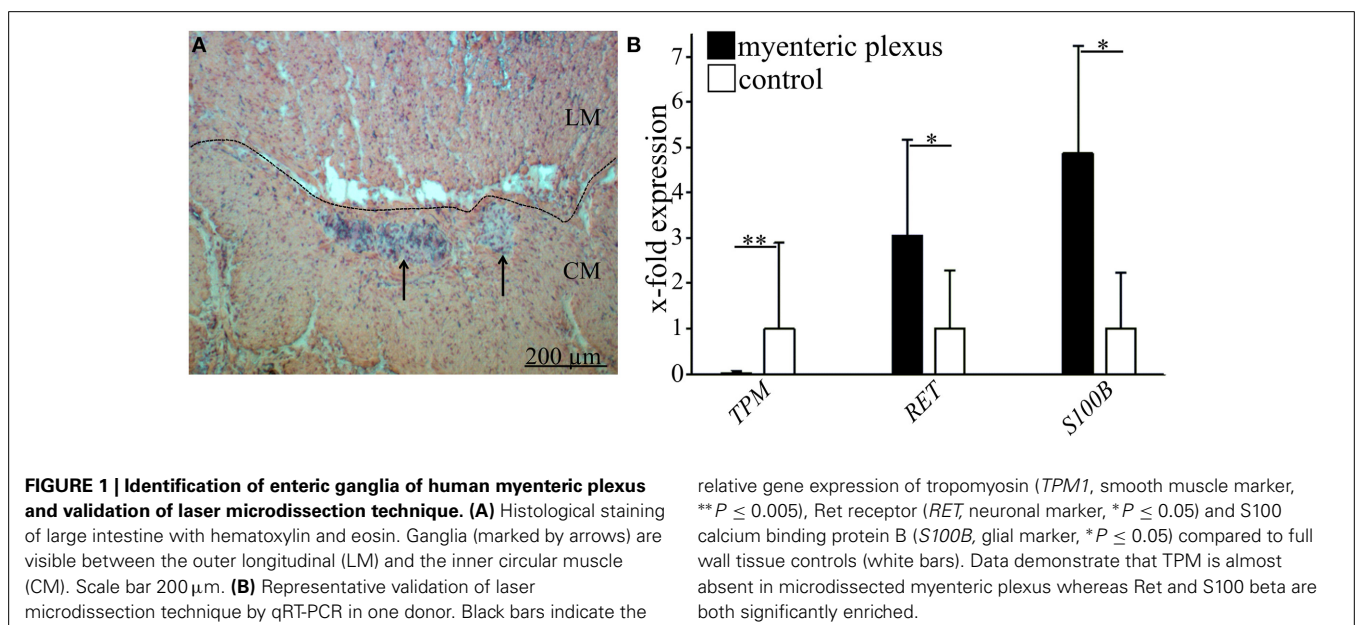 A
LM
CM
200 µm
B
myenteric plexus
control
x-fold expression
7
6
5
4
3
2
1
0
**
*
*
TPM
RET
S100B
FIGURE 1 | Identification of enteric ganglia of human myenteric plexus
and validation of laser microdissection technique. (A) Histological staining
of large intestine with hematoxylin and eosin. Ganglia (marked by arrows) are
visible between the outer longitudinal (LM) and the inner circular muscle
(CM). Scale bar 200 µm. (B) Representative validation of laser
microdissection technique by qRT-PCR in one donor. Black bars indicate the
relative gene expression of tropomyosin (TPM1, smooth muscle marker,
**P ≤ 0.005), Ret receptor (RET, neuronal marker, *P ≤ 0.05) and S100
calcium binding protein B (S100B, glial marker, *P ≤ 0.05) compared to full
wall tissue controls (white bars). Data demonstrate that TPM is almost
absent in microdissected myenteric plexus whereas Ret and S100 beta are
both significantly enriched.